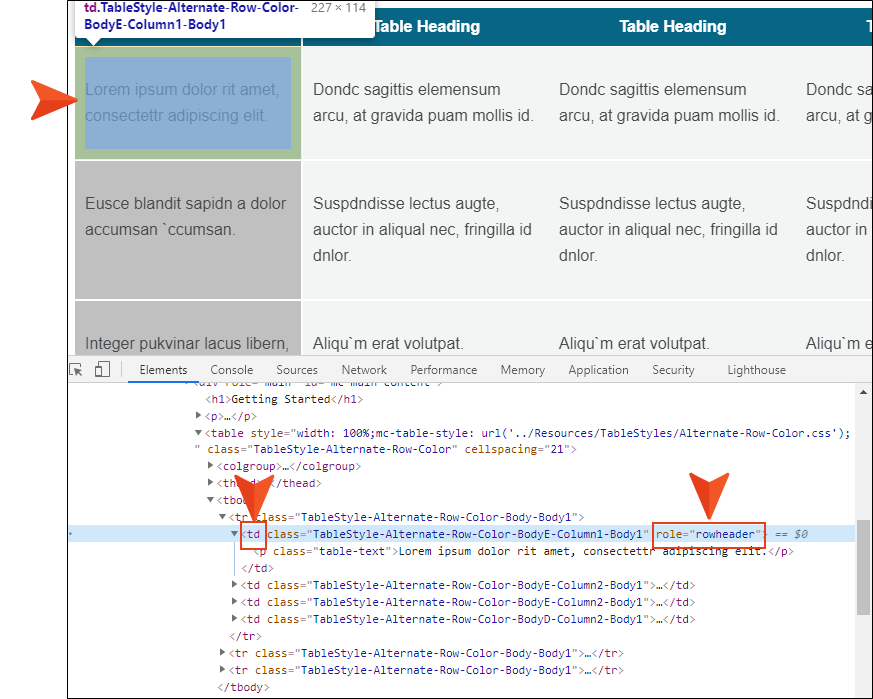 td.TableStyle-Alternate-Row-Color-
BodyE-Column1-Body1
227 × 114
Table Heading
Table Heading
Lorem ipsum dolor rit amet,
consectettr adipiscing elit.
Dondc sagittis elemensum
arcu, at gravida puam mollis id.
Dondc sagittis elemensum
arcu, at gravida puam mollis id.
Dondc sa
arcu, at g
Eusce blandit sapidn a dolor
accumsan `ccumsan.
Suspdndisse lectus augte,
auctor in aliqual nec, fringilla id
dnlor.
Suspdndisse lectus augte,
auctor in aliqual nec, fringilla id
dnlor.
Suspdndi
auctor in
dnlor.
Integer pukvinar lacus libern,
Aliqu`m erat volutpat.
Aliqu`m erat volutpat.
Aliqu`m e
Elements Console Sources Network Performance Memory Application Security Lighthouse
<div role="main" id="mc-main-content">
<h1>Getting Started</h1>
<p>…</p>
<table style="width: 100%;mc-table-style: url('../Resources/TableStyles/Alternate-Row-Color.css');
" class="TableStyle-Alternate-Row-Color" cellspacing="21">
<colgroup>…</colgroup>
</thead>
<tr class="TableStyle-Alternate-Row-Color-Body-Body1">
<td class="TableStyle-Alternate-Row-Color-BodyE-Column1-Body1" role="rowheader"> == $0
<p class="table-text">Lorem ipsum dolor rit amet, consectettr adipiscing elit.</p>
</td>
<td class="TableStyle-Alternate-Row-Color-BodyE-Column2-Body1">…</td>
<td class="TableStyle-Alternate-Row-Color-BodyE-Column2-Body1">…</td>
<td class="TableStyle-Alternate-Row-Color-BodyD-Column2-Body1">…</td>
</tr>
<tr class="TableStyle-Alternate-Row-Color-Body-Body1">…</tr>
<tr class="TableStyle-Alternate-Row-Color-Body-Body1">…</tr>
</tbody>